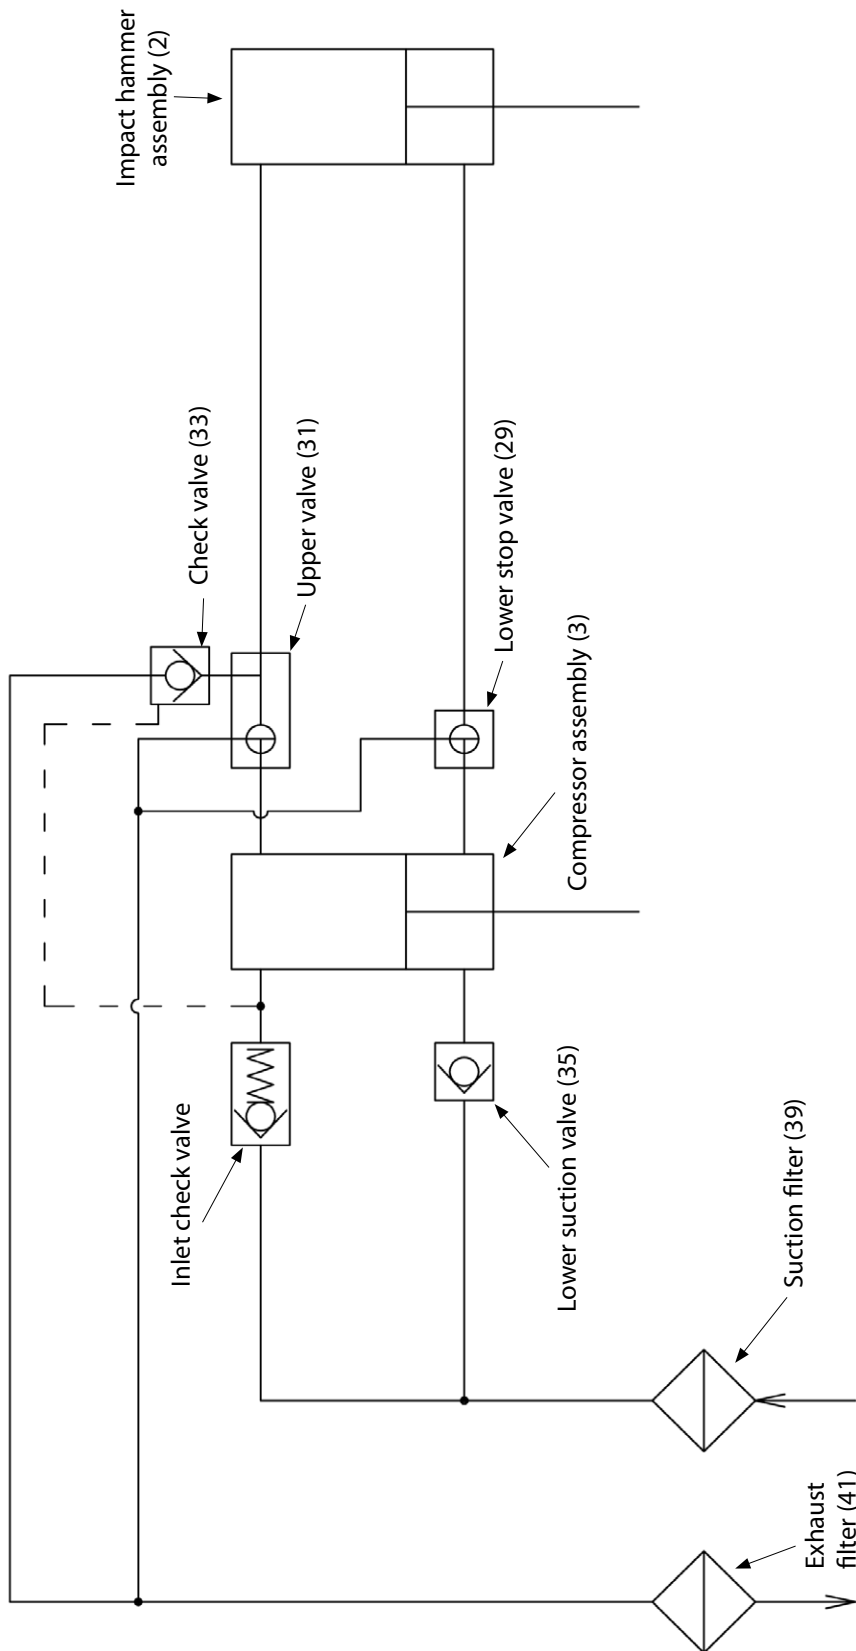 Impact hammer
assembly (2)
Check valve (33)
Upper valve (31)
Lower stop valve (29)
Compressor assembly (3)
Inlet check valve
Lower suction valve (35)
Suction filter (39)
Exhaust
filter (41)